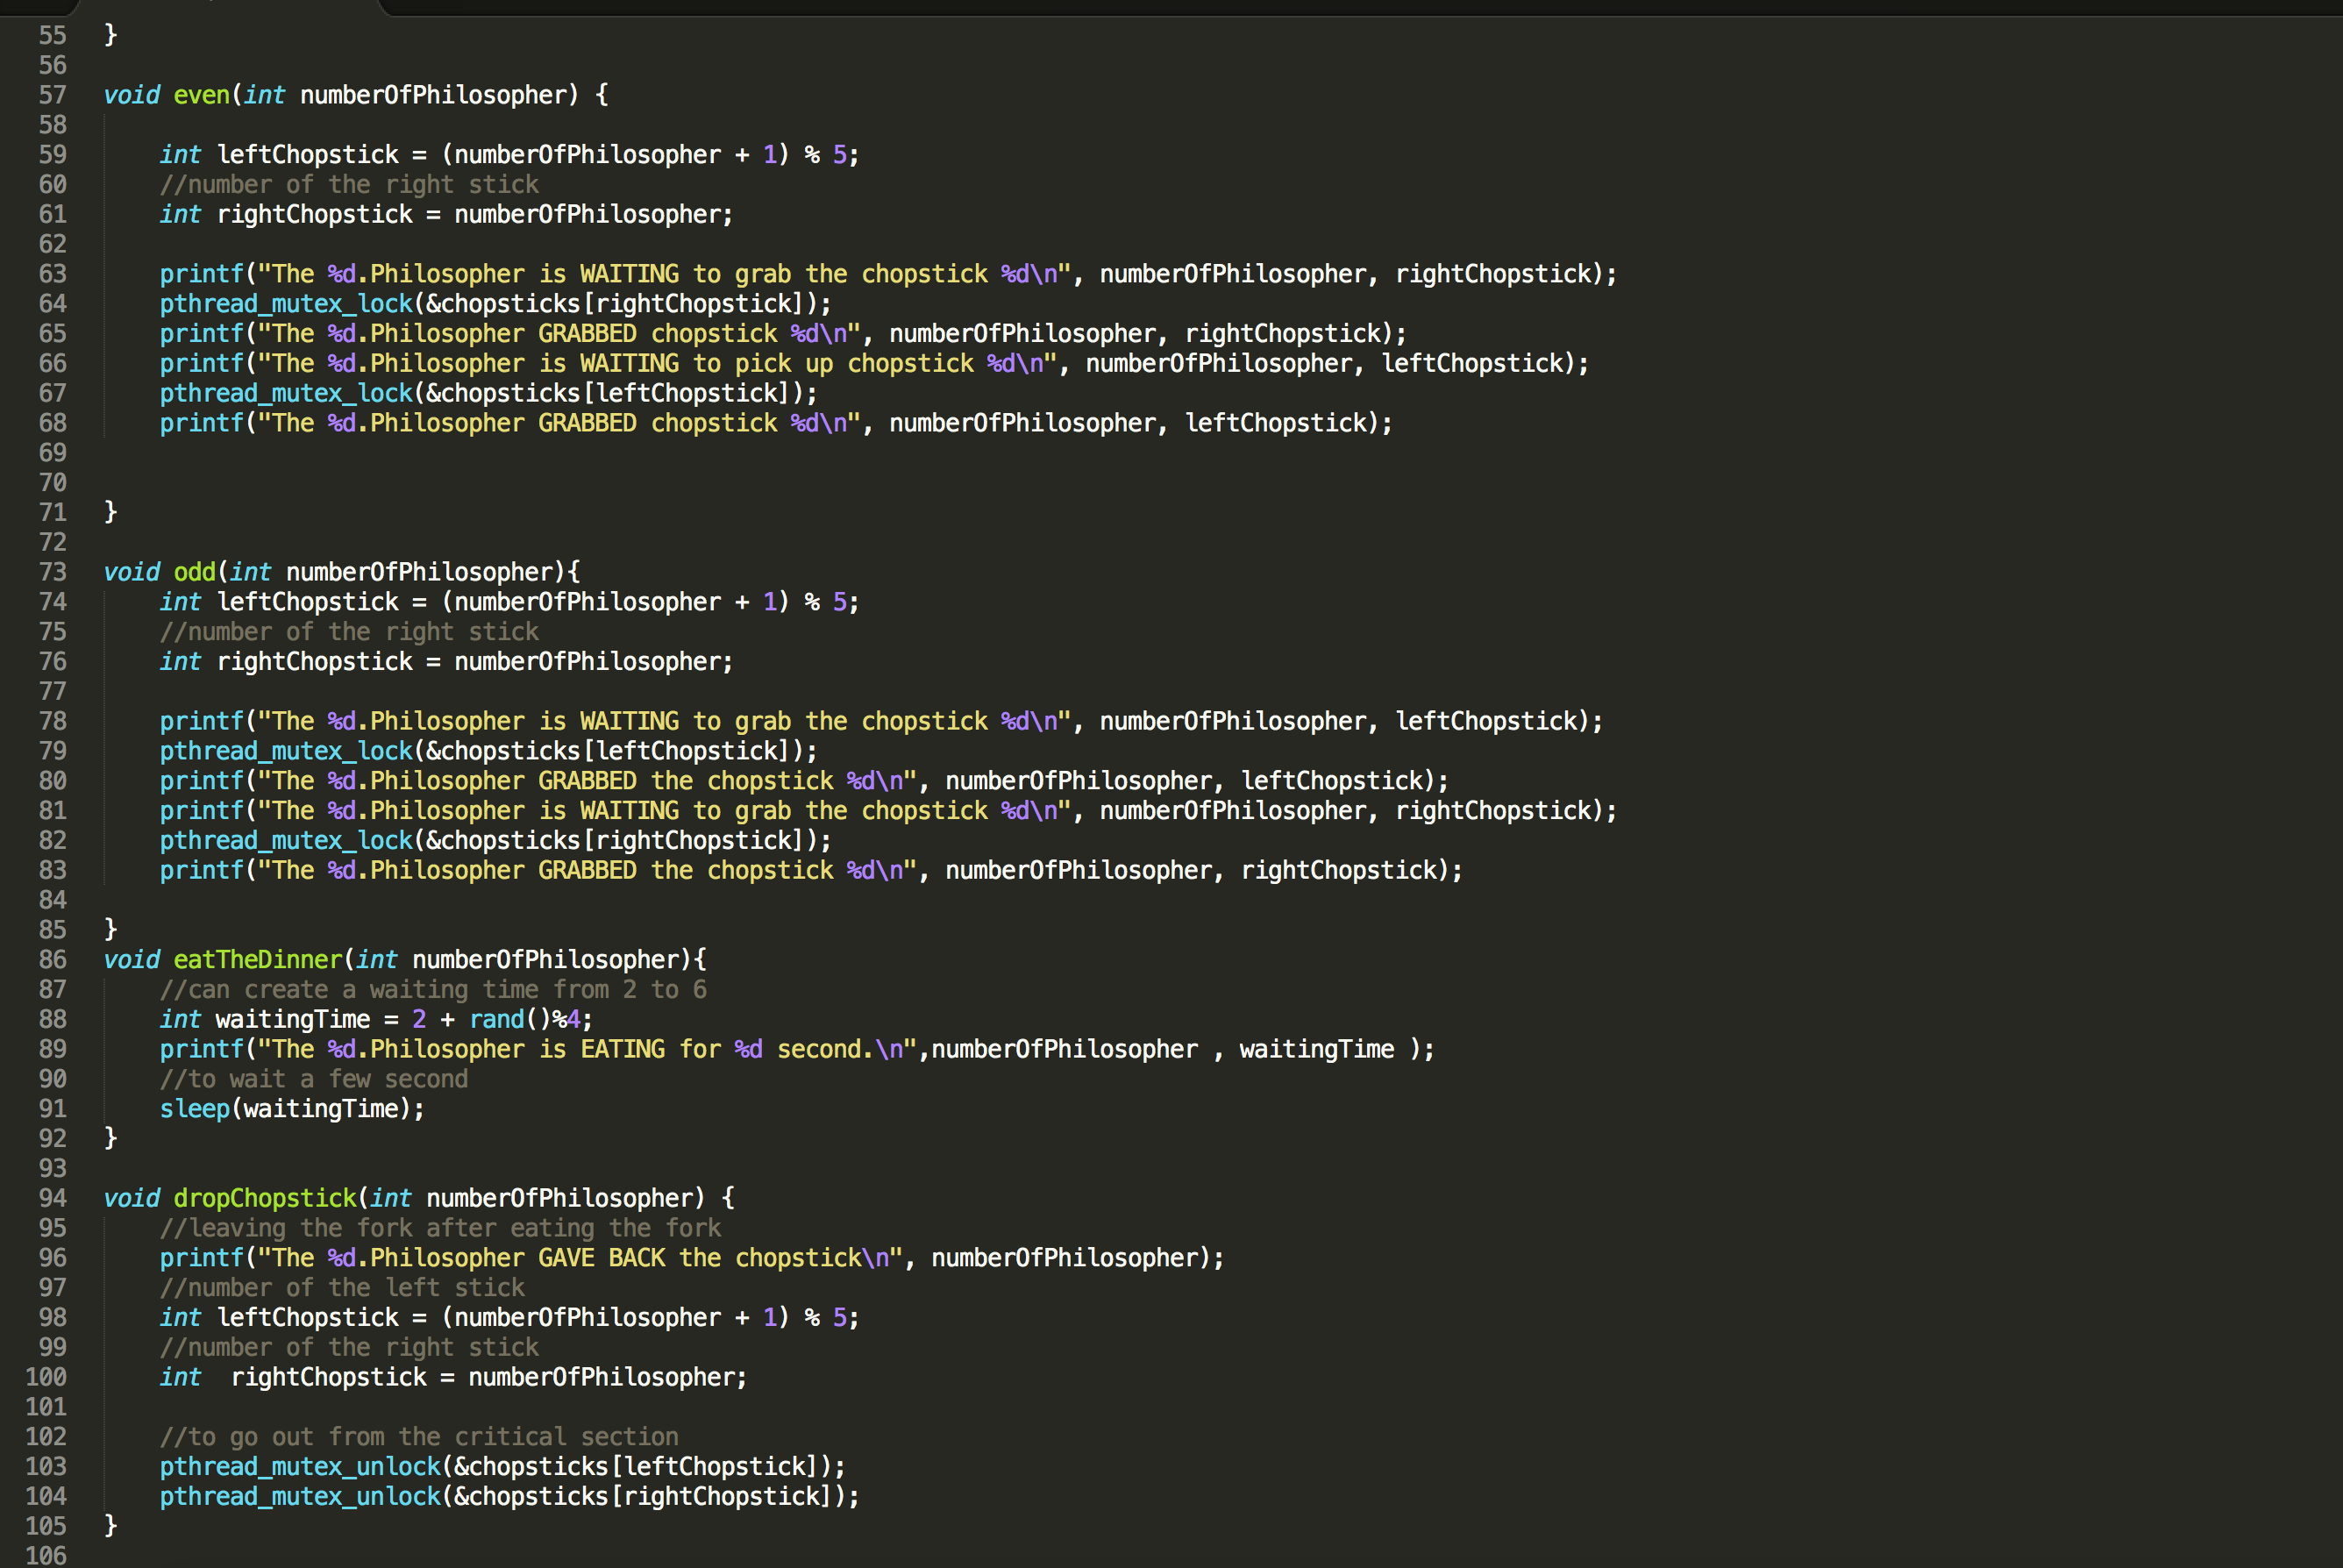 55 }
56
57 void even(int numberOfPhilosopher) {
58
59     int leftChopstick = (numberOfPhilosopher + 1) % 5;
60     //number of the right stick
61     int rightChopstick = numberOfPhilosopher;
62
63     printf("The %d.Philosopher is WAITING to grab the chopstick %d\n", numberOfPhilosopher, rightChopstick);
64     pthread_mutex_lock(&chopsticks[rightChopstick]);
65     printf("The %d.Philosopher GRABBED chopstick %d\n", numberOfPhilosopher, rightChopstick);
66     printf("The %d.Philosopher is WAITING to pick up chopstick %d\n", numberOfPhilosopher, leftChopstick);
67     pthread_mutex_lock(&chopsticks[leftChopstick]);
68     printf("The %d.Philosopher GRABBED chopstick %d\n", numberOfPhilosopher, leftChopstick);
69
70
71 }
72
73 void odd(int numberOfPhilosopher){
74     int leftChopstick = (numberOfPhilosopher + 1) % 5;
75     //number of the right stick
76     int rightChopstick = numberOfPhilosopher;
77
78     printf("The %d.Philosopher is WAITING to grab the chopstick %d\n", numberOfPhilosopher, leftChopstick);
79     pthread_mutex_lock(&chopsticks[leftChopstick]);
80     printf("The %d.Philosopher GRABBED the chopstick %d\n", numberOfPhilosopher, leftChopstick);
81     printf("The %d.Philosopher is WAITING to grab the chopstick %d\n", numberOfPhilosopher, rightChopstick);
82     pthread_mutex_lock(&chopsticks[rightChopstick]);
83     printf("The %d.Philosopher GRABBED the chopstick %d\n", numberOfPhilosopher, rightChopstick);
84
85 }
86 void eatTheDinner(int numberOfPhilosopher){
87     //can create a waiting time from 2 to 6
88     int waitingTime = 2 + rand()%4;
89     printf("The %d.Philosopher is EATING for %d second.\n",numberOfPhilosopher , waitingTime );
90     //to wait a few second
91     sleep(waitingTime);
92 }
93
94 void dropChopstick(int numberOfPhilosopher) {
95     //leaving the fork after eating the fork
96     printf("The %d.Philosopher GAVE BACK the chopstick\n", numberOfPhilosopher);
97     //number of the left stick
98     int leftChopstick = (numberOfPhilosopher + 1) % 5;
99     //number of the right stick
100     int  rightChopstick = numberOfPhilosopher;
101
102     //to go out from the critical section
103     pthread_mutex_unlock(&chopsticks[leftChopstick]);
104     pthread_mutex_unlock(&chopsticks[rightChopstick]);
105 }
106